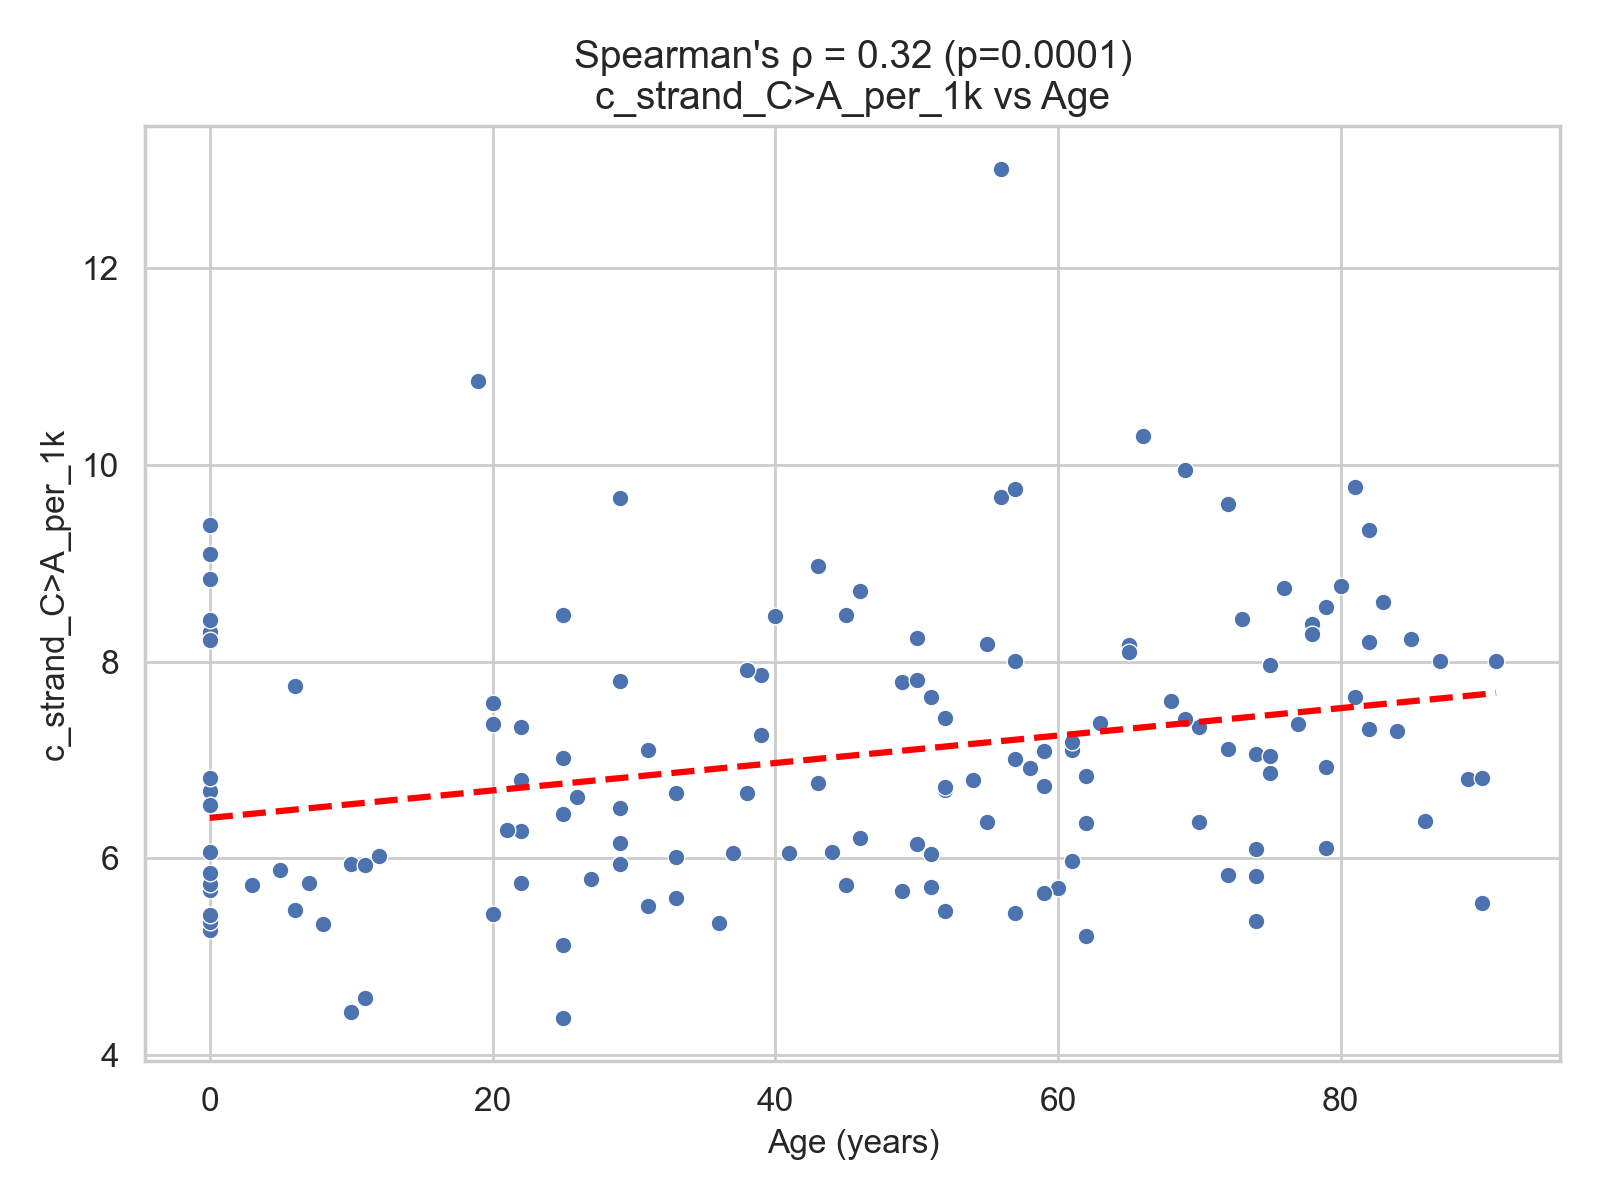 Spearman's ρ = 0.32 (p=0.0001)
c_strand_C>A_per_1k vs Age
c_strand_C>A_per_1k
12
10
8
6
4
0
20
40
60
80
Age (years)